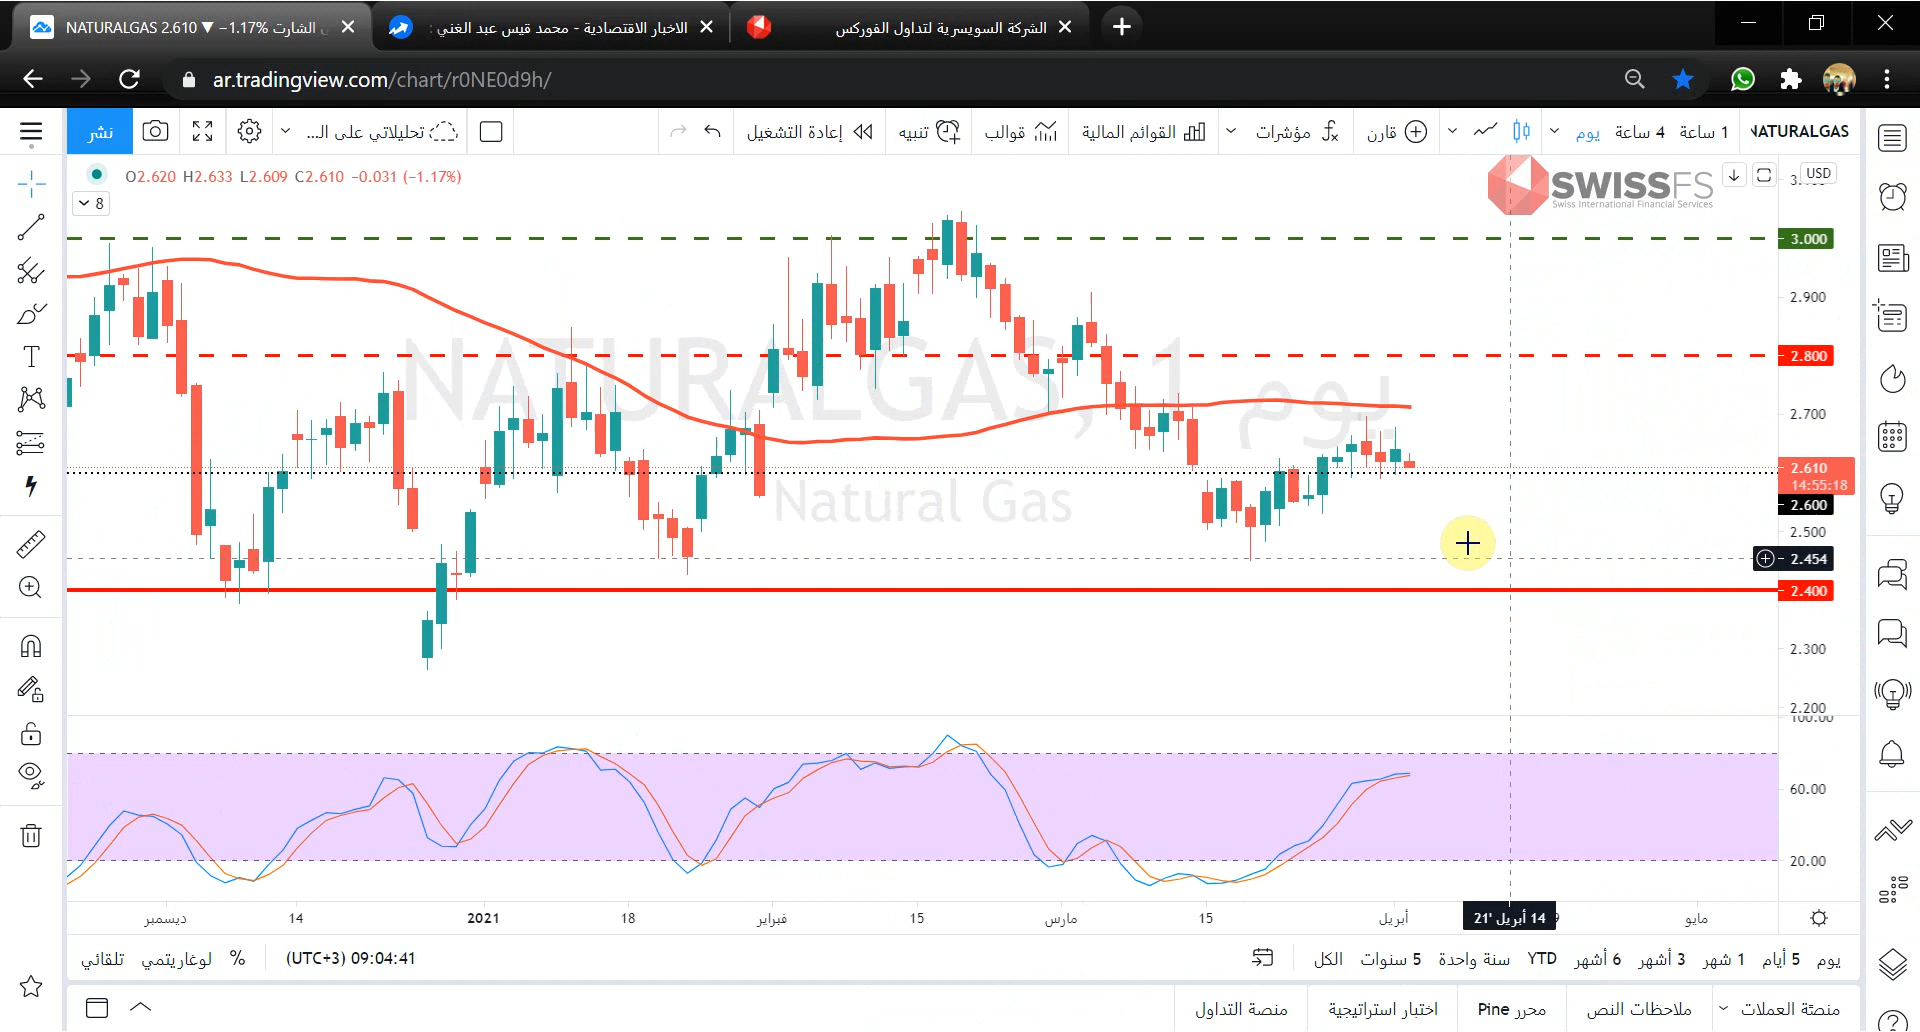 NATURALGAS 2.610 ▼ −1.17% الشارت
الاخبار الاقتصادية - محمد قيس عبد الغني :
الشركة السويسرية لتداول الفوركس
ar.tradingview.com/chart/r0NE0d9h/
نشر
تحليلاتي على الـ...
إعادة التشغيل
تنبيه
قوالب
القوائم المالية
مؤشرات
قارن
يوم
4 ساعة
1 ساعة
NATURALGAS
O2.620 H2.633 L2.609 C2.610 −0.031 (−1.17%)
8
SWISSFS
Swiss International Financial Services
USD
NATURALGAS, 1 يوم
Natural Gas
3.000
2.900
2.800
2.700
2.610
14:55:18
2.600
2.500
2.454
2.400
2.300
2.200
100.00
60.00
20.00
ديسمبر
14
2021
18
فبراير
15
مارس
15
أبريل
14 أبريل '21
مايو
تلقائي
لوغاريتمي
%
09:04:41 (UTC+3)
الكل
5 سنوات
سنة واحدة
YTD
6 أشهر
3 أشهر
1 شهر
5 أيام
يوم
منصة التداول
اختبار استراتيجية
محرر Pine
ملاحظات النص
منصئة العملات